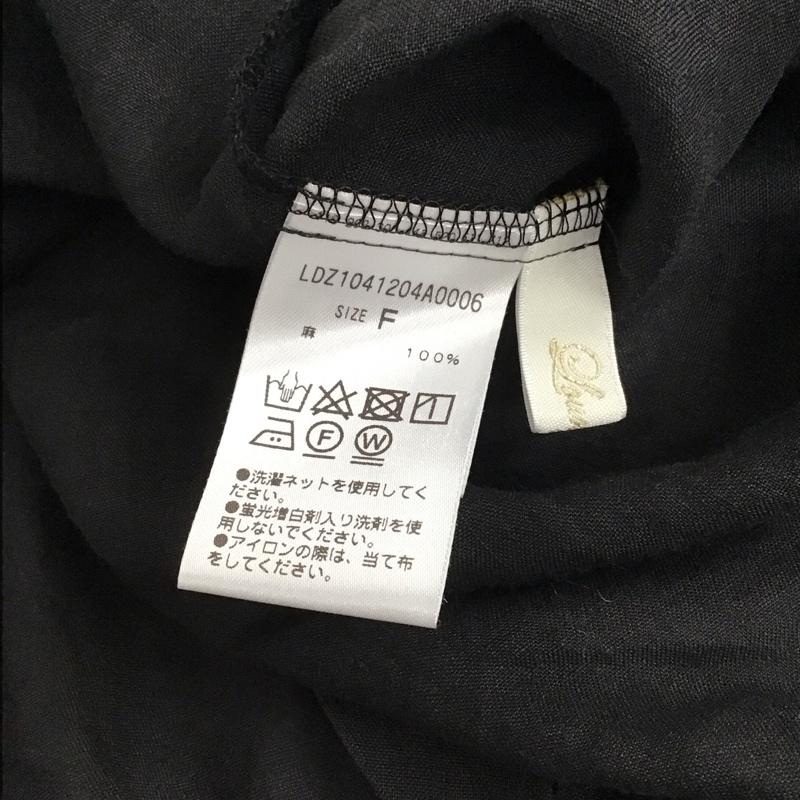 LDZ1041204A0006
SIZE F
麻 100%
F W
●洗濯ネットを使用してく
ださい。
●蛍光増白剤入り洗剤を使
用しないでください。
●アイロンの際は、当て布
をしてください。